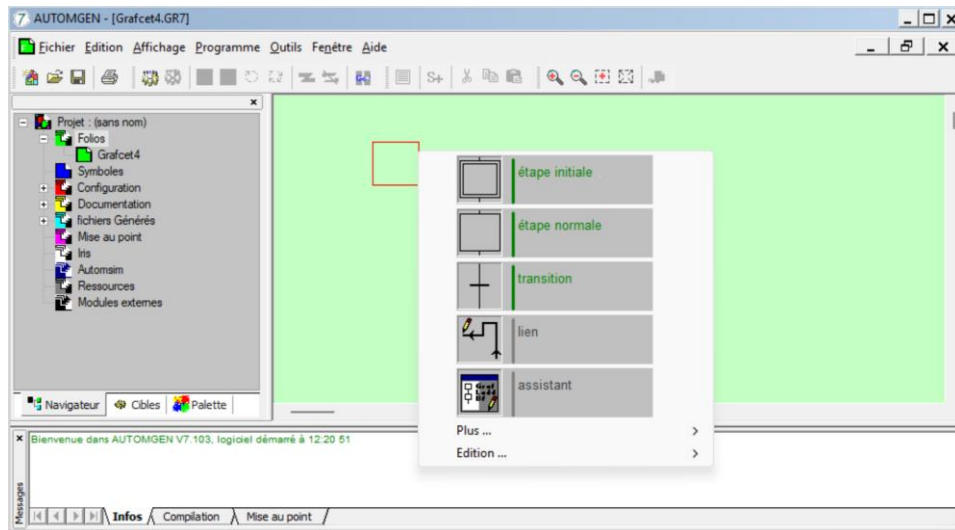 AUTOMGEN - [Grafcet4.GR7]
Fichier Edition Affichage Programme Outils Fenêtre Aide
S+
Projet : (sans nom)
Folios
Grafcet4
Symboles
Configuration
Documentation
fichiers Générés
Mise au point
Iris
Automsim
Ressources
Modules externes
Navigateur Cibles Palette
étape initiale
étape normale
transition
lien
assistant
Plus ...
Edition ...
Bienvenue dans AUTOMGEN V7.103, logiciel démarré à 12:20 51
Messages
Infos Compilation Mise au point